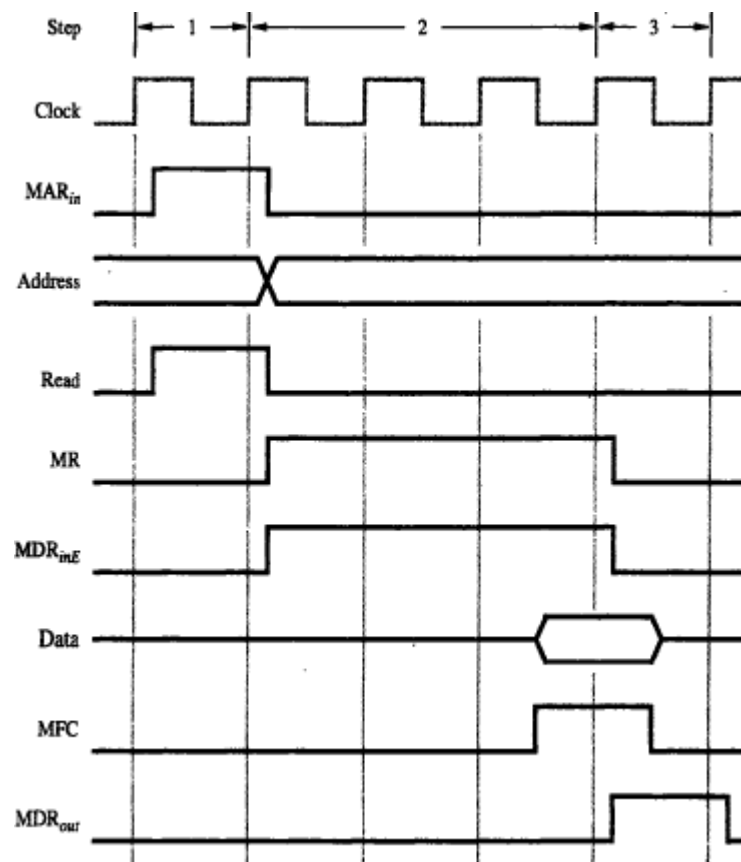 Step 1 2 3
Clock
MAR_in
Address
Read
MR
MDR_inE
Data
MFC
MDR_out